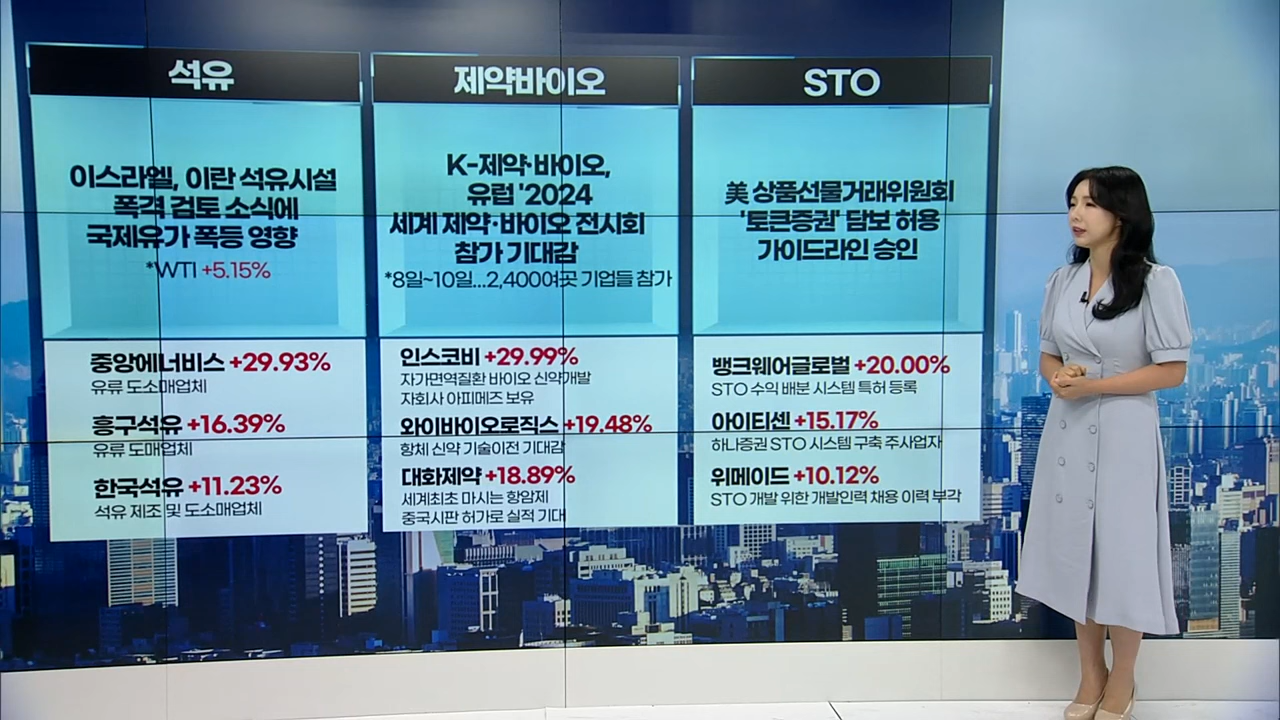 석유
이스라엘, 이란 석유시설
폭격 검토 소식에
국제유가 폭등 영향
*WTI +5.15%
중앙에너비스 +29.93%
유류 도소매업체
흥구석유 +16.39%
유류 도매업체
한국석유 +11.23%
석유 제조 및 도소매업체
제약바이오
K-제약·바이오,
유럽 '2024
세계 제약·바이오 전시회
참가 기대감
*8일~10일...2,400여곳 기업들 참가
인스코비 +29.99%
자가면역질환 바이오 신약개발
자회사 아피메즈 보유
와이바이오로직스 +19.48%
항체 신약 기술이전 기대감
대화제약 +18.89%
세계최초 마시는 항암제
중국시판 허가로 실적 기대
STO
美 상품선물거래위원회
'토큰증권' 담보 허용
가이드라인 승인
뱅크웨어글로벌 +20.00%
STO 수익 배분 시스템 특허 등록
아이티센 +15.17%
하나증권 STO 시스템 구축 주사업자
위메이드 +10.12%
STO 개발 위한 개발인력 채용 이력 부각